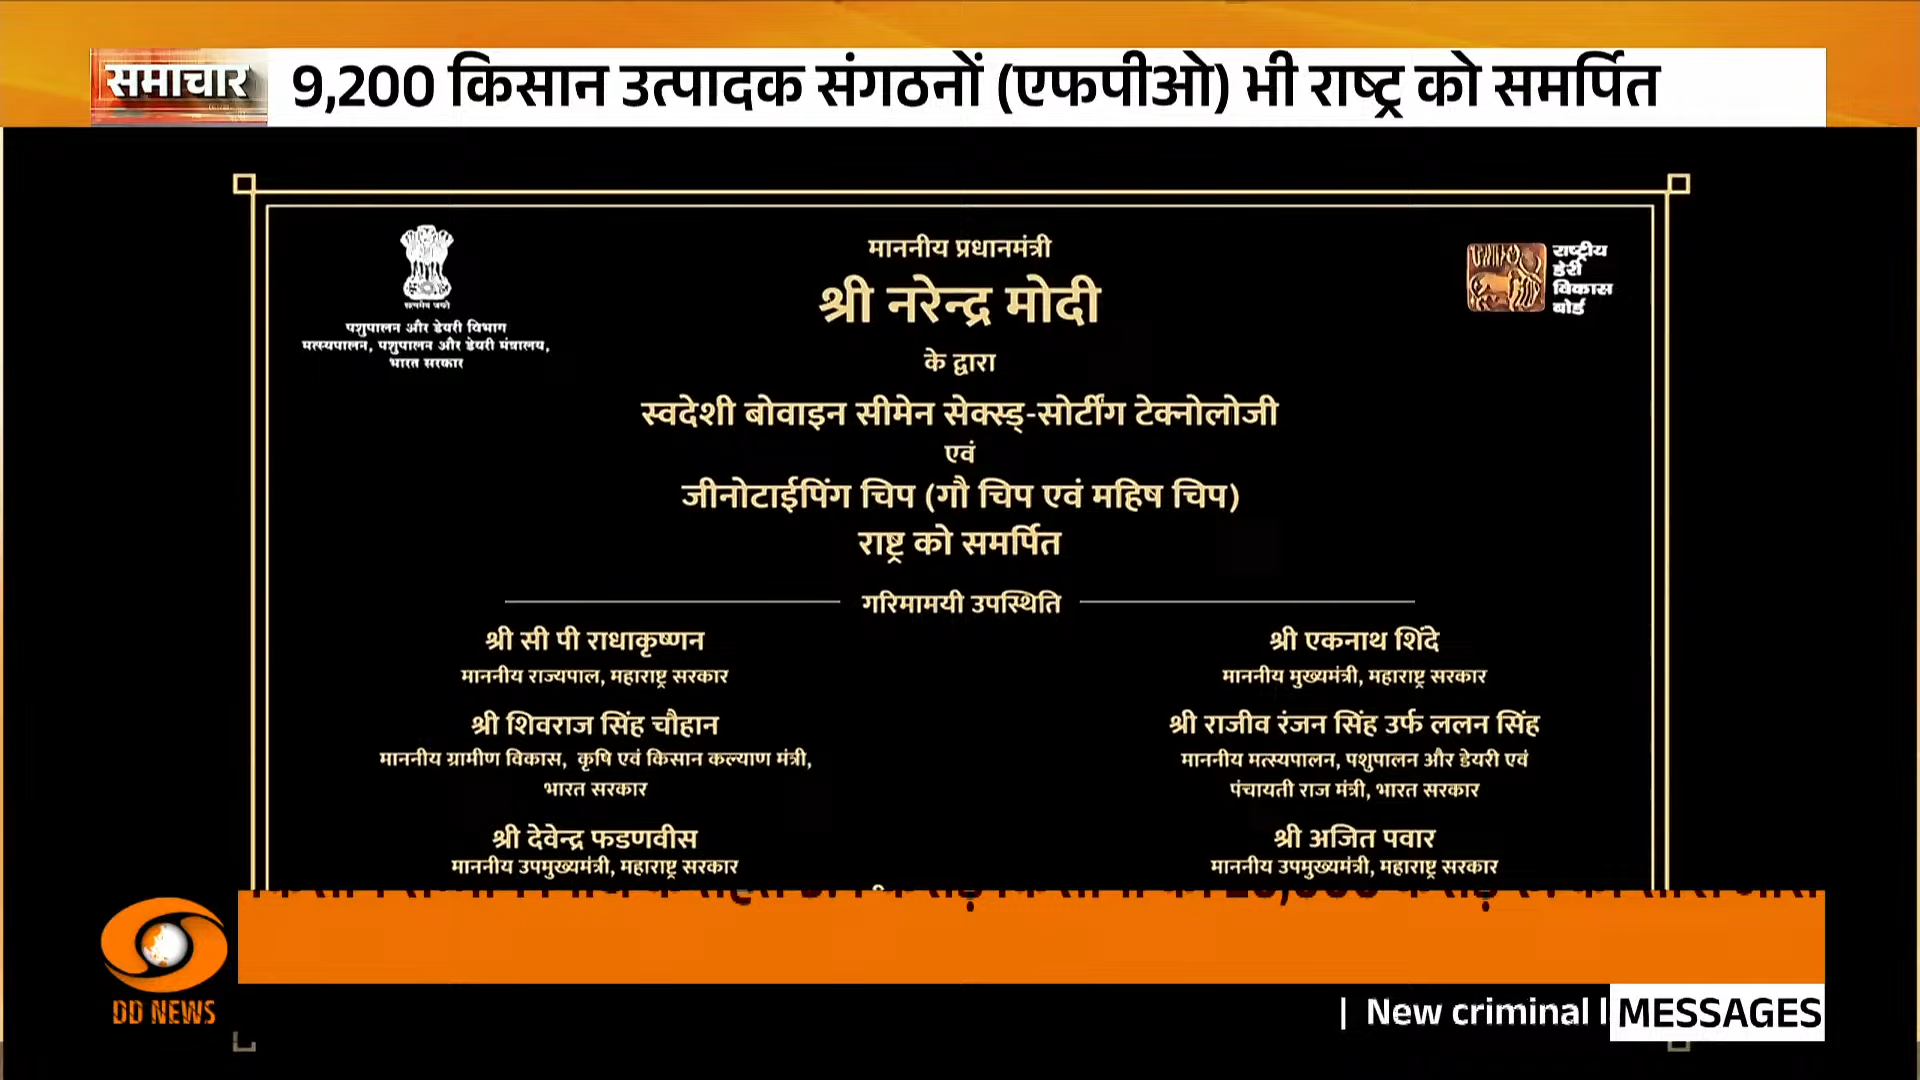 समाचार
9,200 किसान उत्पादक संगठनों (एफपीओ) भी राष्ट्र को समर्पित
सत्यमेव जयते
पशुपालन और डेयरी विभाग
मत्स्यपालन, पशुपालन और डेयरी मंत्रालय,
भारत सरकार
माननीय प्रधानमंत्री
श्री नरेन्द्र मोदी
के द्वारा
राष्ट्रीय
डेरी
विकास
बोर्ड
स्वदेशी बोवाइन सीमेन सेक्स्ड्-सोर्टींग टेक्नोलोजी
एवं
जीनोटाईपिंग चिप (गौ चिप एवं महिष चिप)
राष्ट्र को समर्पित
गरिमामयी उपस्थिति
श्री सी पी राधाकृष्णन
माननीय राज्यपाल, महाराष्ट्र सरकार
श्री एकनाथ शिंदे
माननीय मुख्यमंत्री, महाराष्ट्र सरकार
श्री शिवराज सिंह चौहान
माननीय ग्रामीण विकास, कृषि एवं किसान कल्याण मंत्री,
भारत सरकार
श्री राजीव रंजन सिंह उर्फ ललन सिंह
माननीय मत्स्यपालन, पशुपालन और डेयरी एवं
पंचायती राज मंत्री, भारत सरकार
श्री देवेन्द्र फडणवीस
माननीय उपमुख्यमंत्री, महाराष्ट्र सरकार
श्री अजित पवार
माननीय उपमुख्यमंत्री, महाराष्ट्र सरकार
DD NEWS
| New criminal
MESSAGES